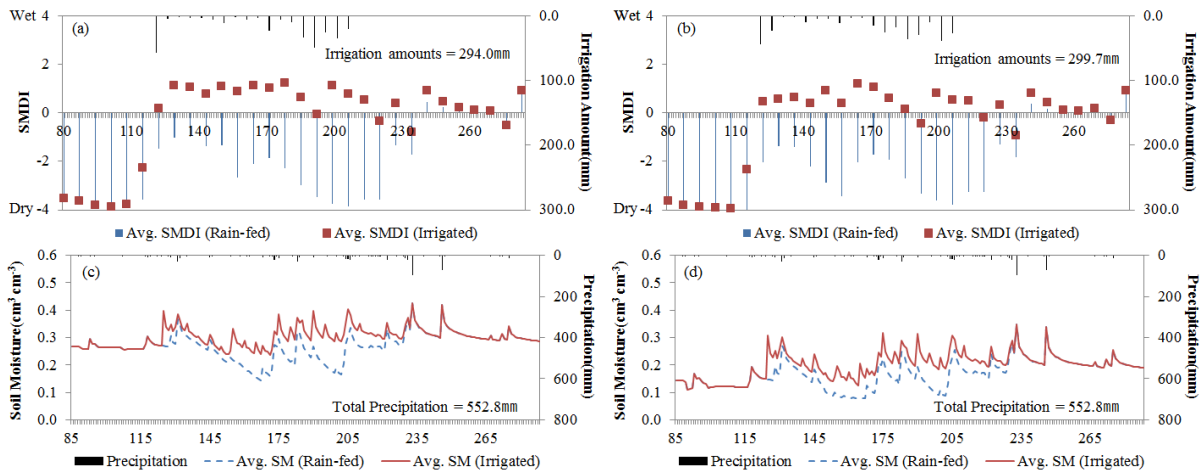 Wet 4
2
0
-2
Dry -4
SMDI
(a)
Irrigation amounts = 294.0mm
80 110 140 170 200 230 260
0.0
100.0
200.0
300.0
Irrigation Amount(mm)
Avg. SMDI (Rain-fed) Avg. SMDI (Irrigated)
Wet 4
2
0
-2
Dry -4
SMDI
(b)
Irrigation amounts = 299.7mm
80 110 140 170 200 230 260
0.0
100.0
200.0
300.0
Irrigation Amount(mm)
Avg. SMDI (Rain-fed) Avg. SMDI (Irrigated)
0.6
0.5
0.4
0.3
0.2
0.1
0.0
Soil Moisture(cm³ cm⁻³)
(c)
Total Precipitation = 552.8mm
85 115 145 175 205 235 265
0
200
400
600
800
Precipitation(mm)
Precipitation Avg. SM (Rain-fed) Avg. SM (Irrigated)
0.6
0.5
0.4
0.3
0.2
0.1
0.0
Soil Moisture(cm³ cm⁻³)
(d)
Total Precipitation = 552.8mm
85 115 145 175 205 235 265
0
200
400
600
800
Precipitation(mm)
Precipitation Avg. SM (Rain-fed) Avg. SM (Irrigated)